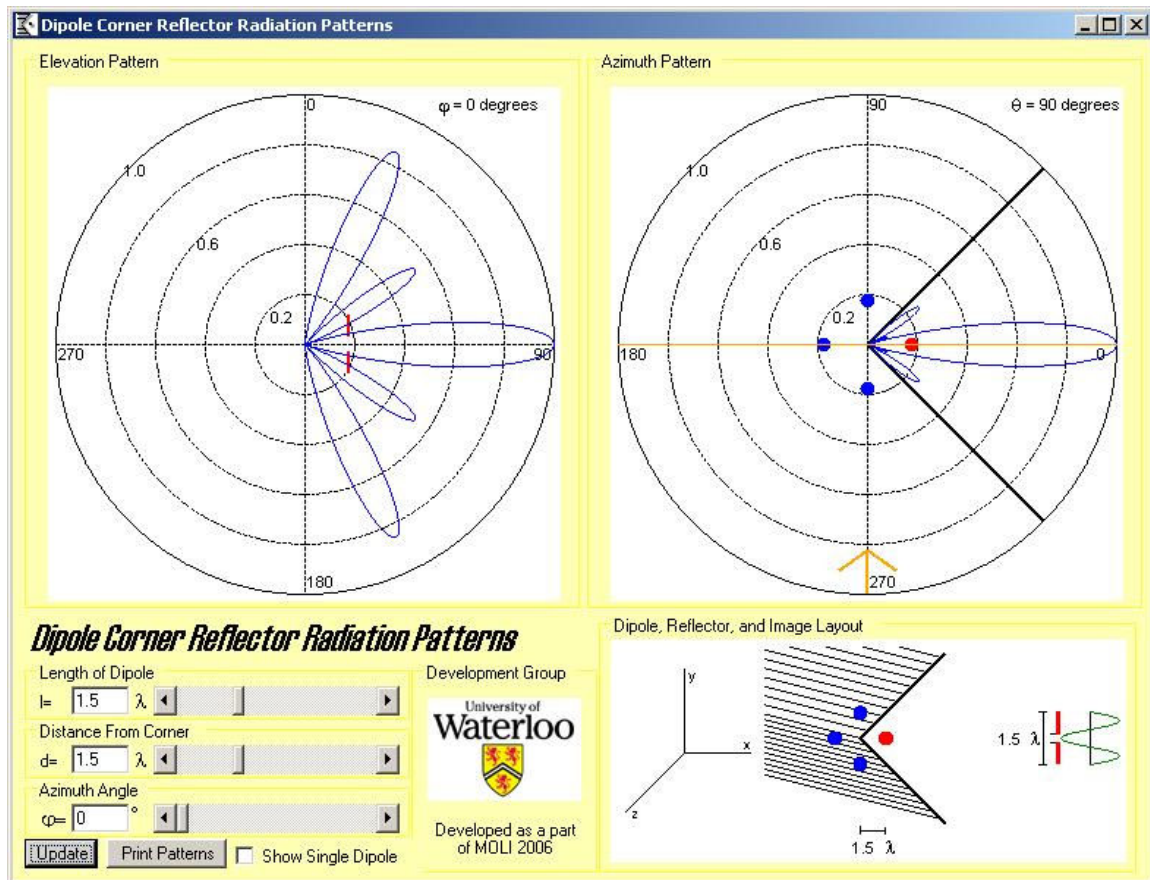 Dipole Corner Reflector Radiation Patterns
Elevation Pattern
φ = 0 degrees
0
1.0
0.6
0.2
270
90
180
Azimuth Pattern
θ = 90 degrees
90
1.0
0.6
0.2
180
0
270
Dipole Corner Reflector Radiation Patterns
Length of Dipole
l= 1.5 λ
Distance From Corner
d= 1.5 λ
Azimuth Angle
φ= 0 °
Update
Print Patterns
Show Single Dipole
Development Group
University of
Waterloo
Developed as a part
of MOLI 2006
Dipole, Reflector, and Image Layout
y
x
z
1.5 λ
1.5 λ